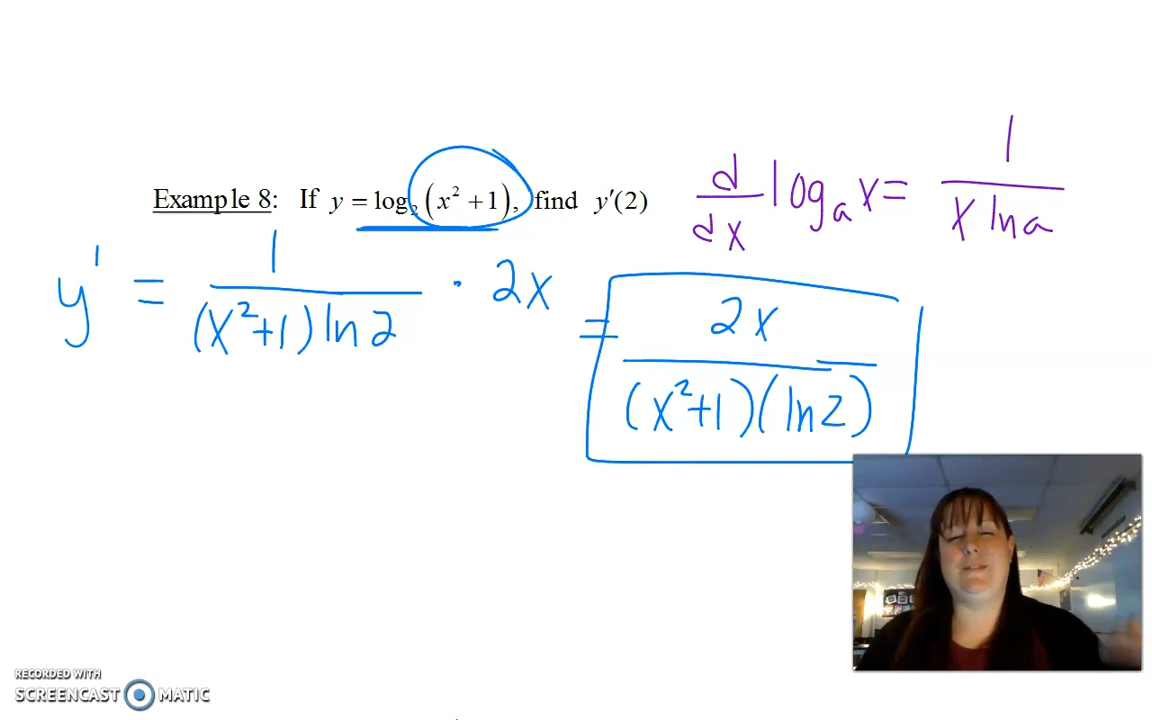 Example 8: If y = log₂(x² + 1), find y′(2)
d/dx logₐ x = 1/(x ln a)
y' = 1/((x²+1) ln 2) · 2x = 2x/((x²+1)(ln 2))
RECORDED WITH
SCREENCAST MATIC